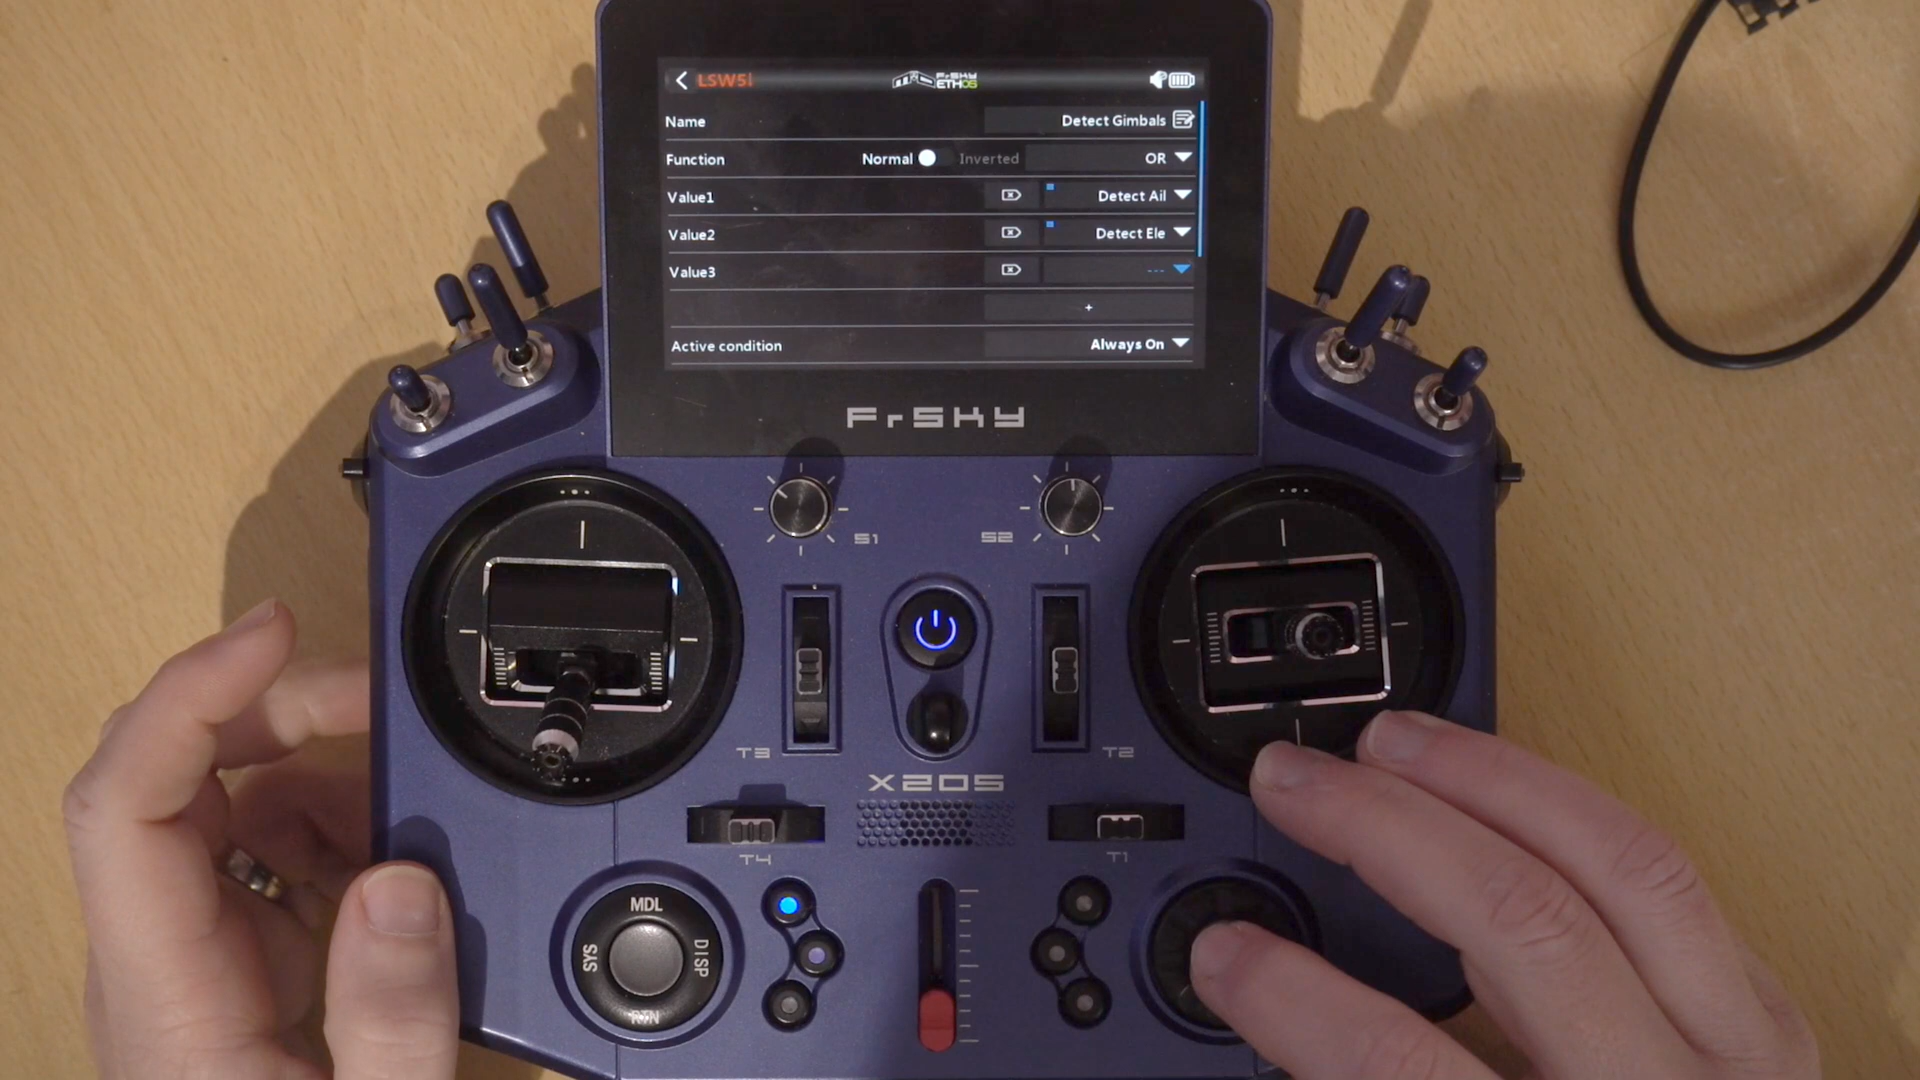 LSW5
FrSKY
ETHOS
Name Detect Gimbals
Function Normal Inverted OR
Value1 Detect Ail
Value2 Detect Ele
Value3 ---
+
Active condition Always On
FrSKY
S1 S2
T3 T2
X20S
T4 T1
MDL
SYS DISP
RTN